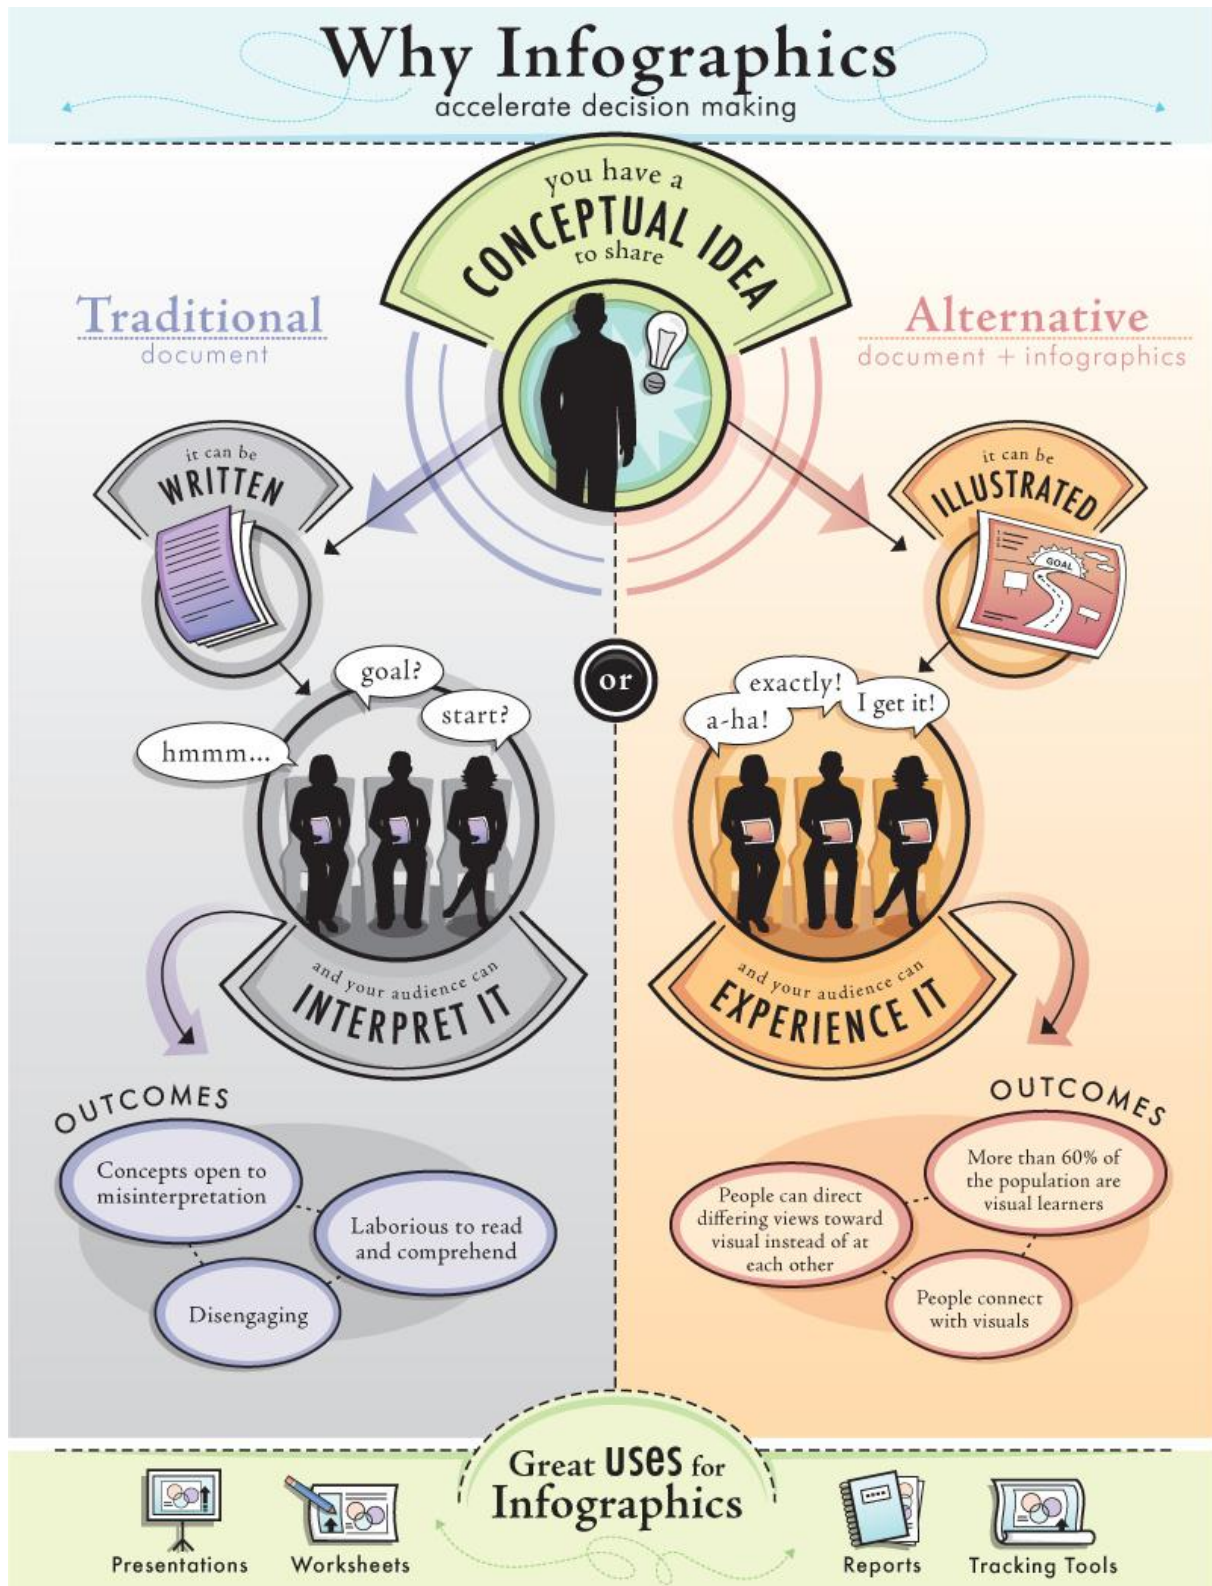 Why Infographics
accelerate decision making
you have a
CONCEPTUAL IDEA
to share
Traditional
document
Alternative
document + infographics
it can be
WRITTEN
it can be
ILLUSTRATED
GOAL
or
goal?
start?
hmmm...
exactly!
a-ha!
I get it!
and your audience can
INTERPRET IT
and your audience can
EXPERIENCE IT
OUTCOMES
Concepts open to
misinterpretation
Laborious to read
and comprehend
Disengaging
OUTCOMES
More than 60% of
the population are
visual learners
People can direct
differing views toward
visual instead of at
each other
People connect
with visuals
Great uses for
Infographics
Presentations
Worksheets
Reports
Tracking Tools